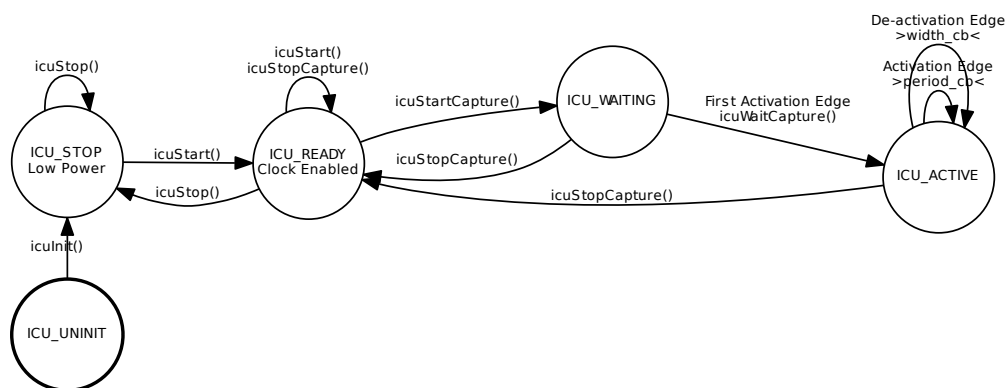 De-activation Edge
>width_cb<
Activation Edge
>period_cb<
icuStop()
icuStart()
icuStopCapture()
icuStartCapture()
ICU_WAITING
First Activation Edge
icuWaitCapture()
ICU_STOP
Low Power
icuStart()
ICU_READY
Clock Enabled
icuStopCapture()
ICU_ACTIVE
icuStop()
icuStopCapture()
icuInit()
ICU_UNINIT